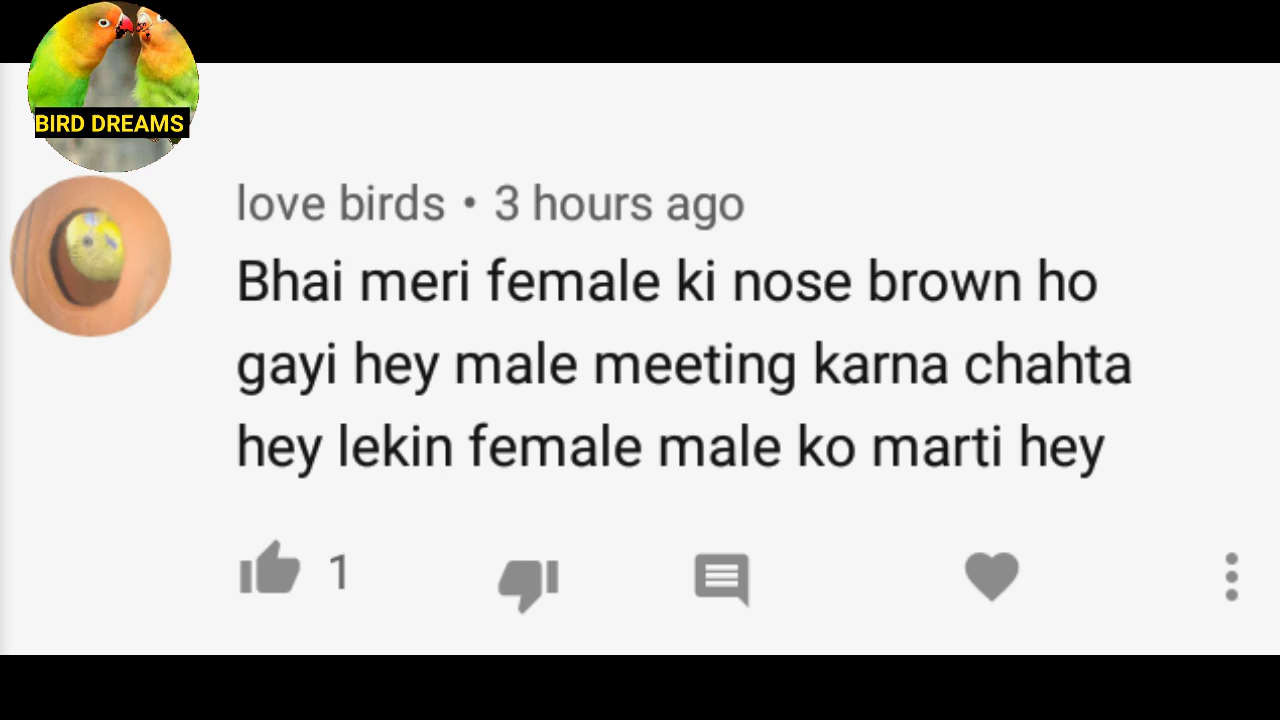 BIRD DREAMS
love birds • 3 hours ago
Bhai meri female ki nose brown ho
gayi hey male meeting karna chahta
hey lekin female male ko marti hey
1